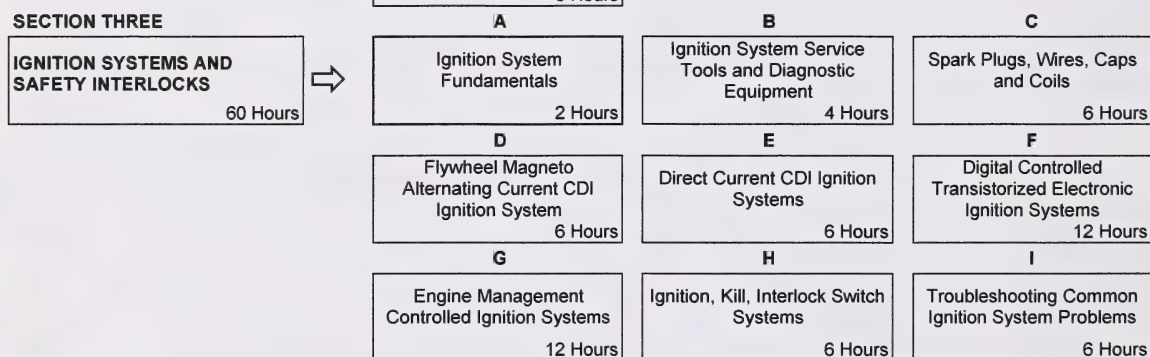 SECTION THREE
IGNITION SYSTEMS AND
SAFETY INTERLOCKS
60 Hours
A
Ignition System
Fundamentals
2 Hours
B
Ignition System Service
Tools and Diagnostic
Equipment
4 Hours
C
Spark Plugs, Wires, Caps
and Coils
6 Hours
D
Flywheel Magneto
Alternating Current CDI
Ignition System
6 Hours
E
Direct Current CDI Ignition
Systems
6 Hours
F
Digital Controlled
Transistorized Electronic
Ignition Systems
12 Hours
G
Engine Management
Controlled Ignition Systems
12 Hours
H
Ignition, Kill, Interlock Switch
Systems
6 Hours
I
Troubleshooting Common
Ignition System Problems
6 Hours